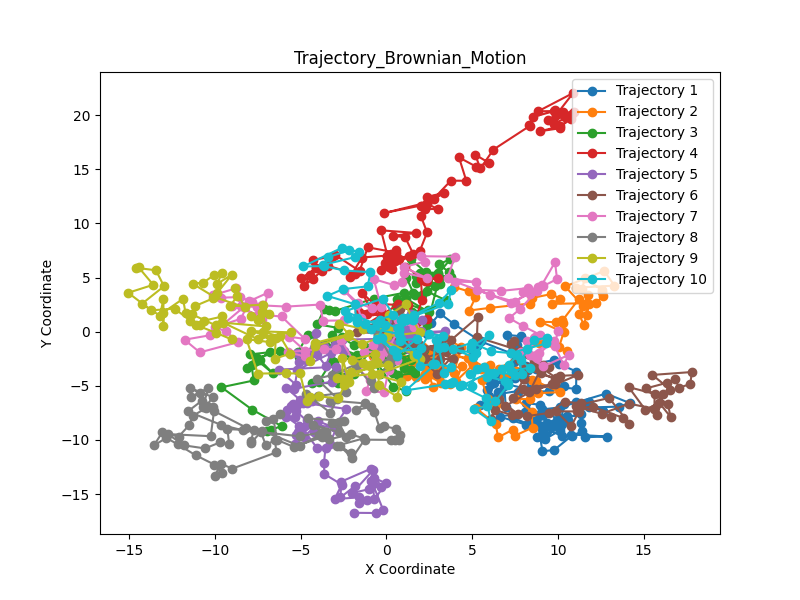 Trajectory_Brownian_Motion
Y Coordinate
20
15
10
5
0
−5
−10
−15
−15
−10
−5
0
5
10
15
X Coordinate
Trajectory 1
Trajectory 2
Trajectory 3
Trajectory 4
Trajectory 5
Trajectory 6
Trajectory 7
Trajectory 8
Trajectory 9
Trajectory 10